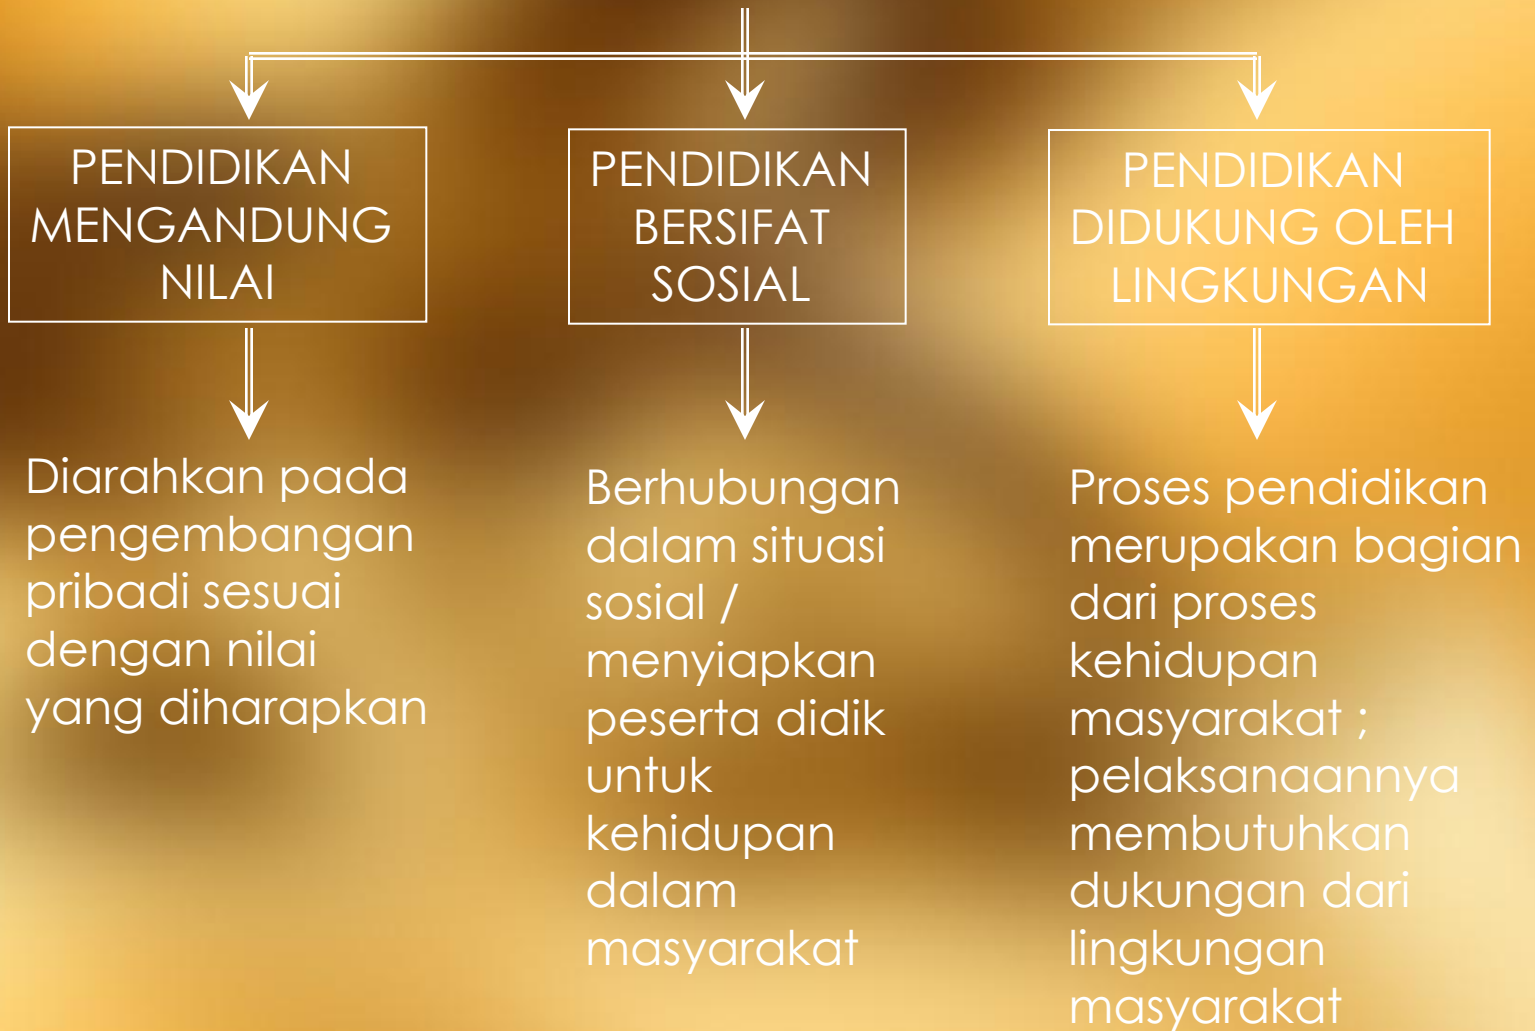 PENDIDIKAN
MENGANDUNG
NILAI
PENDIDIKAN
BERSIFAT
SOSIAL
PENDIDIKAN
DIDUKUNG OLEH
LINGKUNGAN
Diarahkan pada
pengembangan
pribadi sesuai
dengan nilai
yang diharapkan
Berhubungan
dalam situasi
sosial /
menyiapkan
peserta didik
untuk
kehidupan
dalam
masyarakat
Proses pendidikan
merupakan bagian
dari proses
kehidupan
masyarakat ;
pelaksanaannya
membutuhkan
dukungan dari
lingkungan
masyarakat